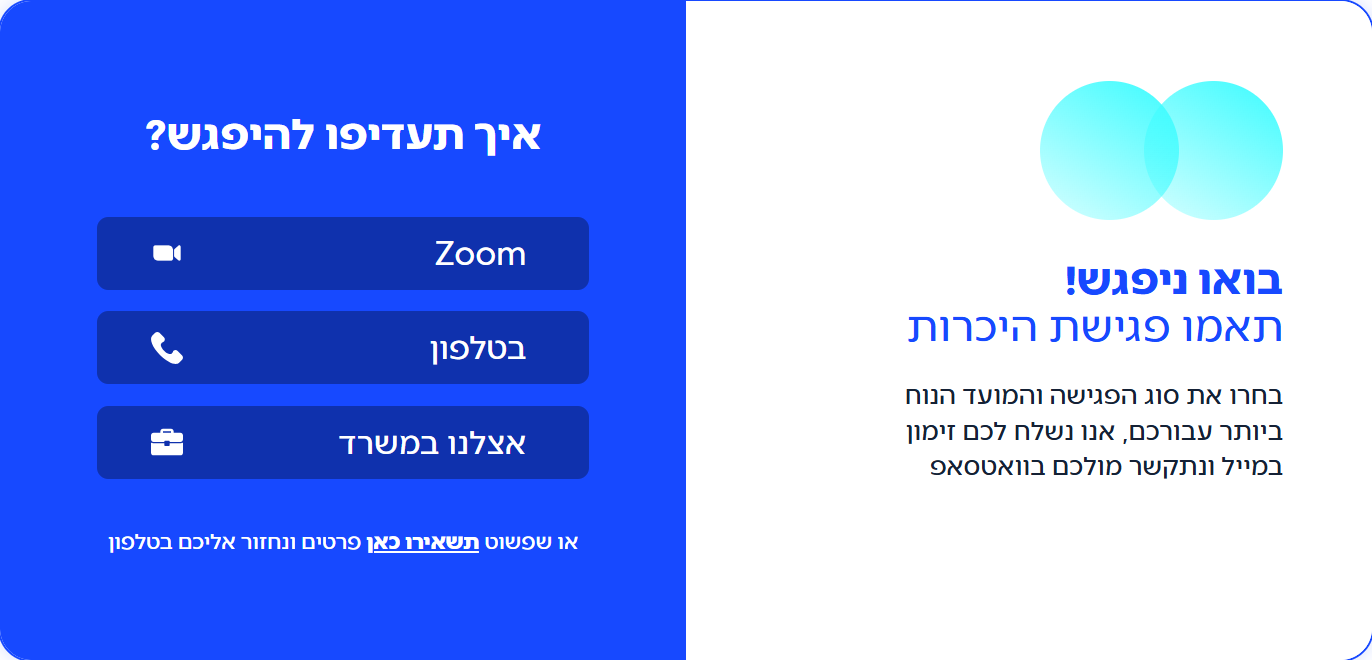 בואו ניפגש!
תאמו פגישת היכרות
בחרו את סוג הפגישה והמועד הנוח
ביותר עבורכם, אנו נשלח לכם זימון
במייל ונתקשר מולכם בוואטסאפ
איך תעדיפו להיפגש?
Zoom
בטלפון
אצלנו במשרד
או שפשוט תשאירו כאן פרטים ונחזור אליכם בטלפון